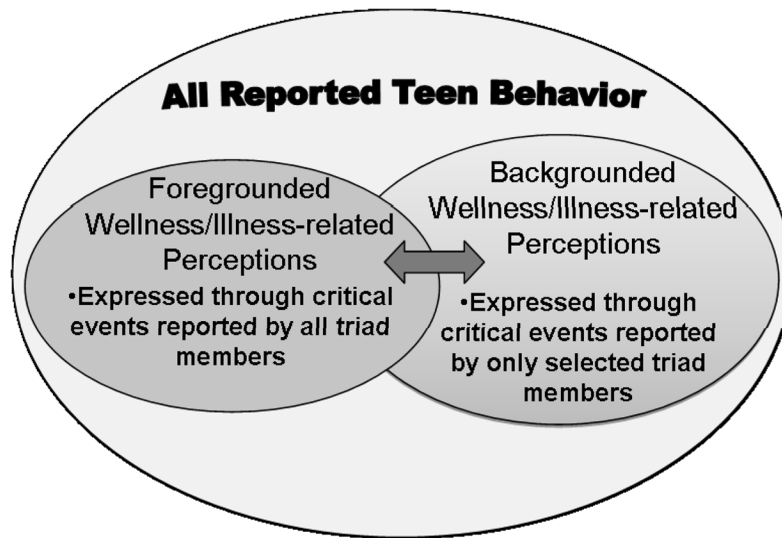 All Reported Teen Behavior
Foregrounded
Wellness/Illness-related
Perceptions
•Expressed through critical
events reported by all triad
members
Backgrounded
Wellness/Illness-related
Perceptions
•Expressed through
critical events reported
by only selected triad
members